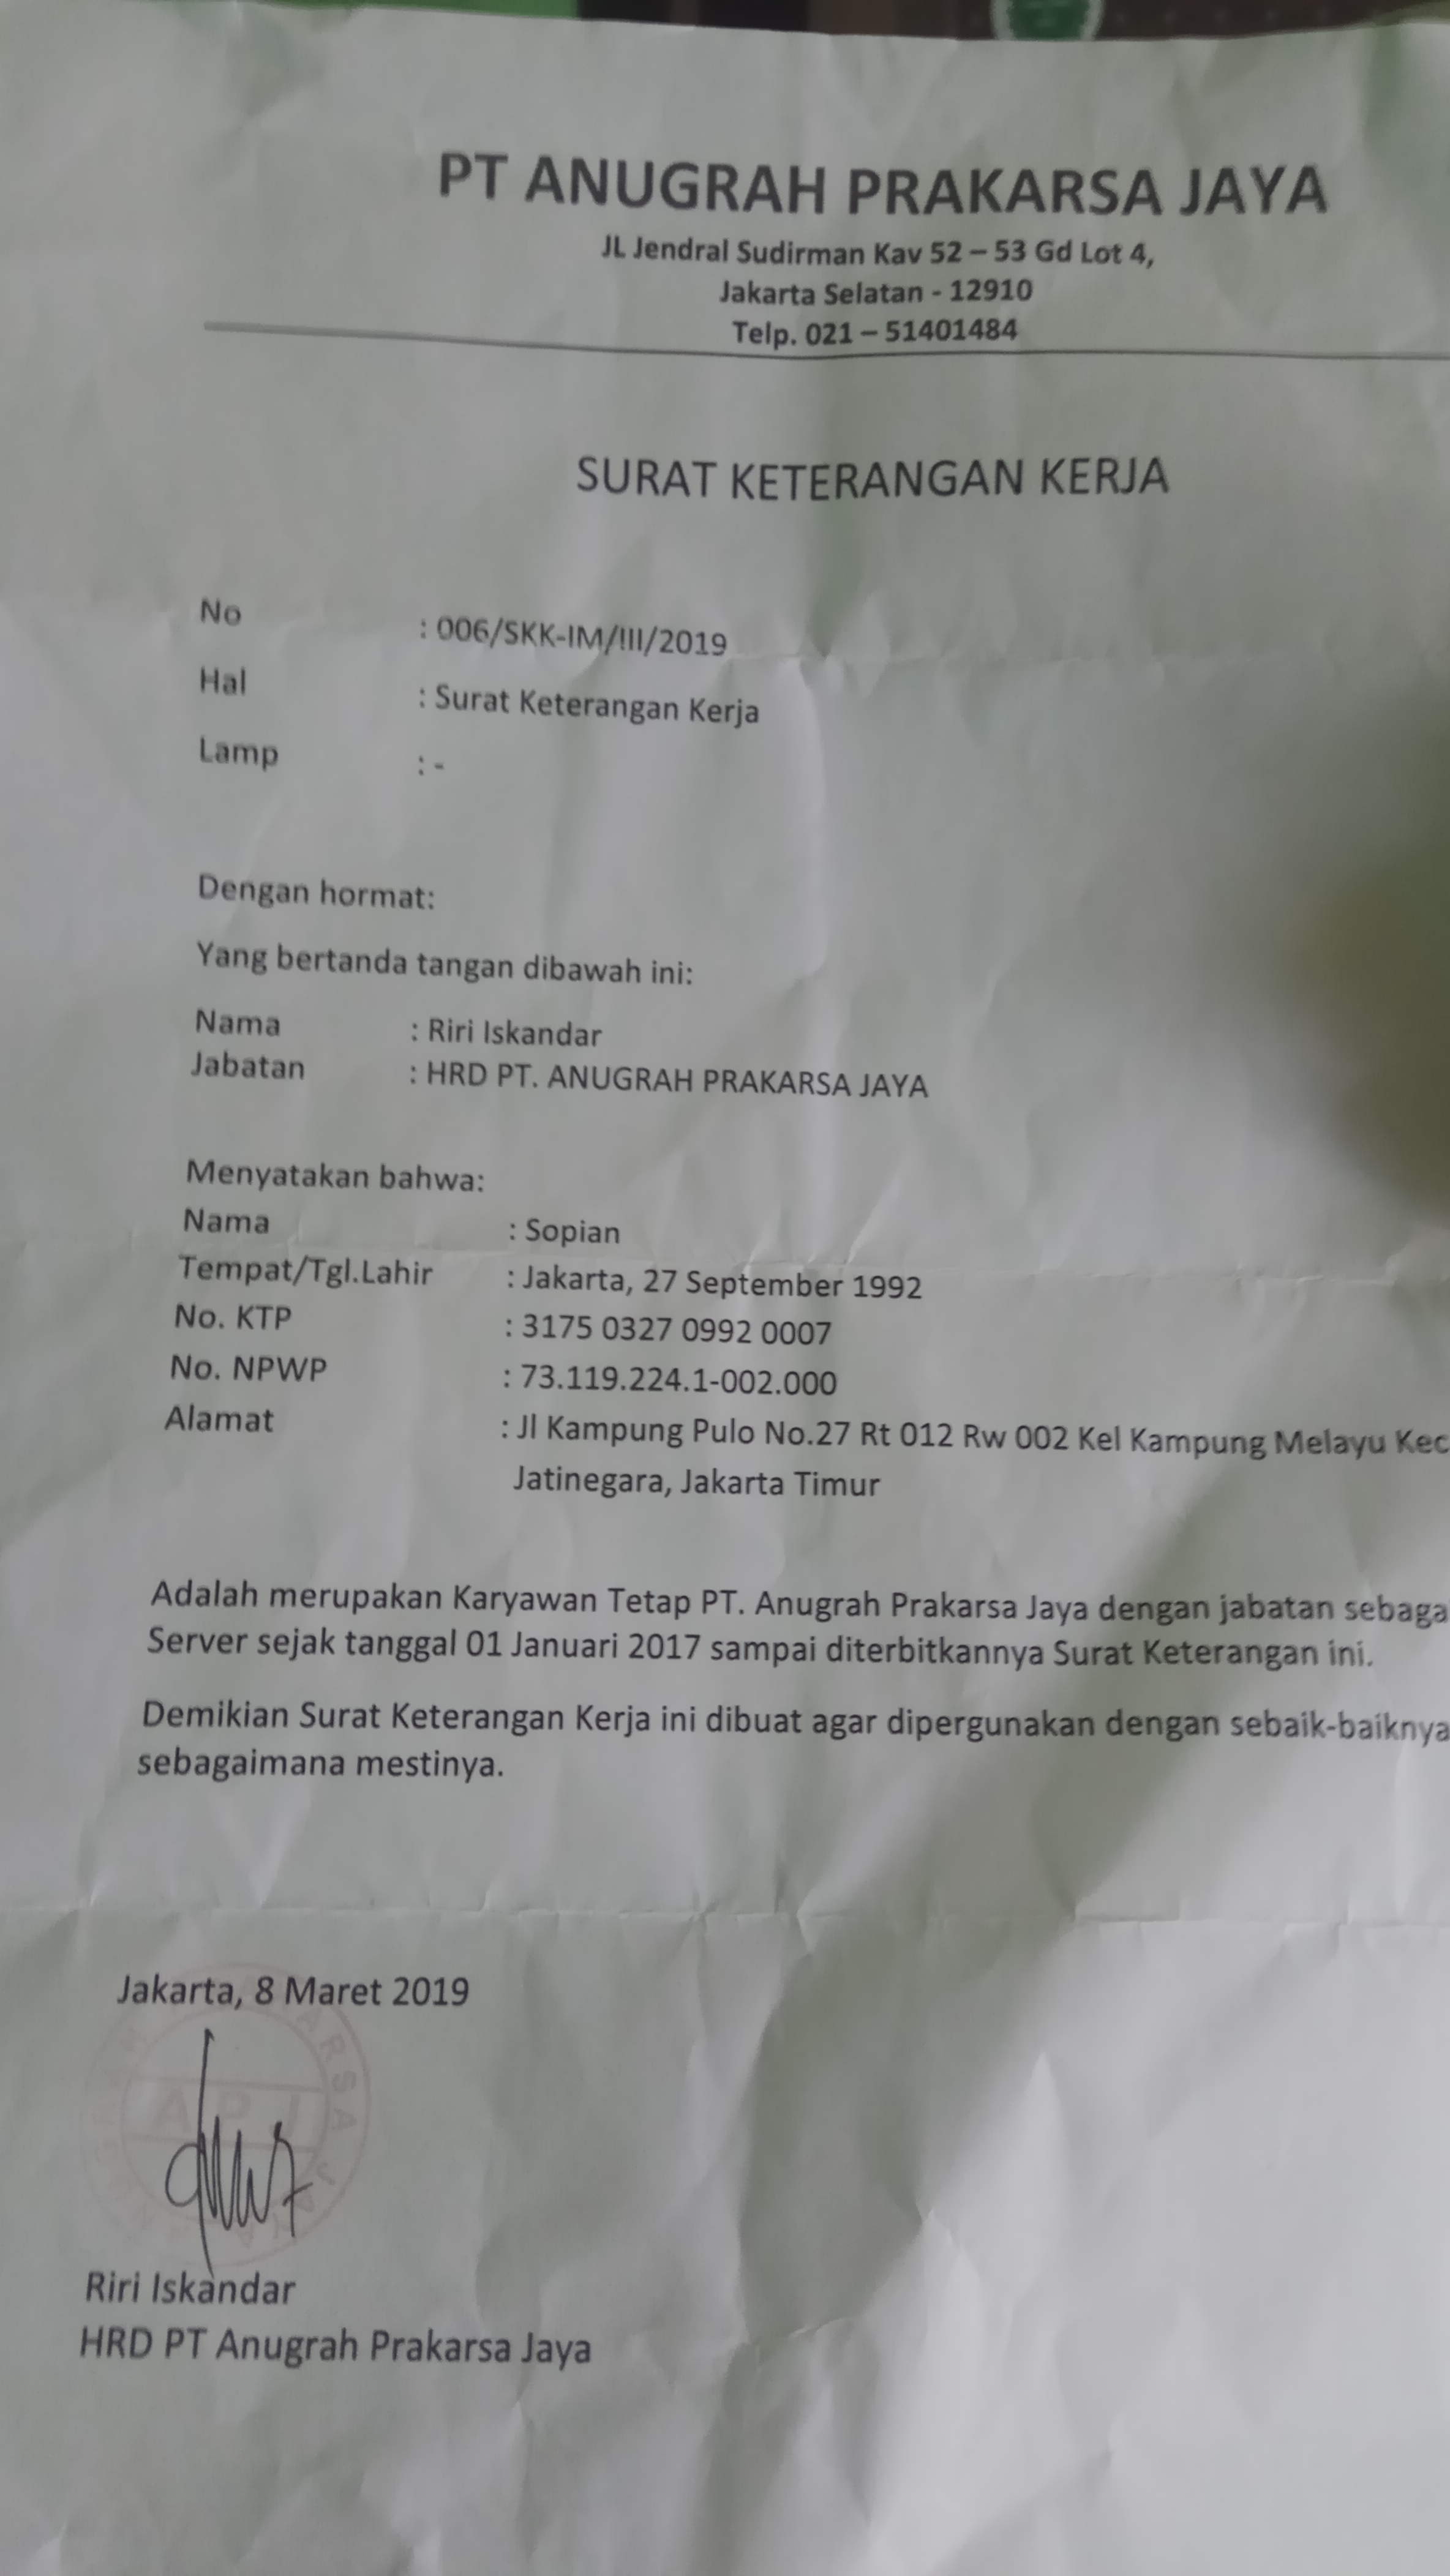 PT ANUGRAH PRAKARSA JAYA
JL Jendral Sudirman Kav 52 – 53 Gd Lot 4,
Jakarta Selatan - 12910
Telp. 021 – 51401484
SURAT KETERANGAN KERJA
No : 006/SKK-IM/III/2019
Hal : Surat Keterangan Kerja
Lamp : -
Dengan hormat:
Yang bertanda tangan dibawah ini:
Nama : Riri Iskandar
Jabatan : HRD PT. ANUGRAH PRAKARSA JAYA
Menyatakan bahwa:
Nama : Sopian
Tempat/Tgl.Lahir : Jakarta, 27 September 1992
No. KTP : 3175 0327 0992 0007
No. NPWP : 73.119.224.1-002.000
Alamat : Jl Kampung Pulo No.27 Rt 012 Rw 002 Kel Kampung Melayu Kec
Jatinegara, Jakarta Timur
Adalah merupakan Karyawan Tetap PT. Anugrah Prakarsa Jaya dengan jabatan sebaga
Server sejak tanggal 01 Januari 2017 sampai diterbitkannya Surat Keterangan ini.
Demikian Surat Keterangan Kerja ini dibuat agar dipergunakan dengan sebaik-baiknya
sebagaimana mestinya.
Jakarta, 8 Maret 2019
APJ
Riri Iskandar
HRD PT Anugrah Prakarsa Jaya